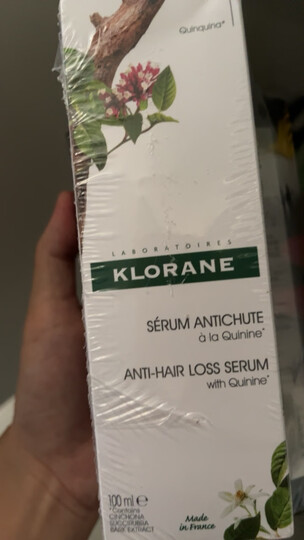 Quinquina*
LABORATOIRES
KLORANE
SÉRUM ANTICHUTE
à la Quinine*
ANTI-HAIR LOSS SERUM
with Quinine*
100 ml e
*Contains
CINCHONA
SUCCIRUBRA
BARK EXTRACT
Made
in France